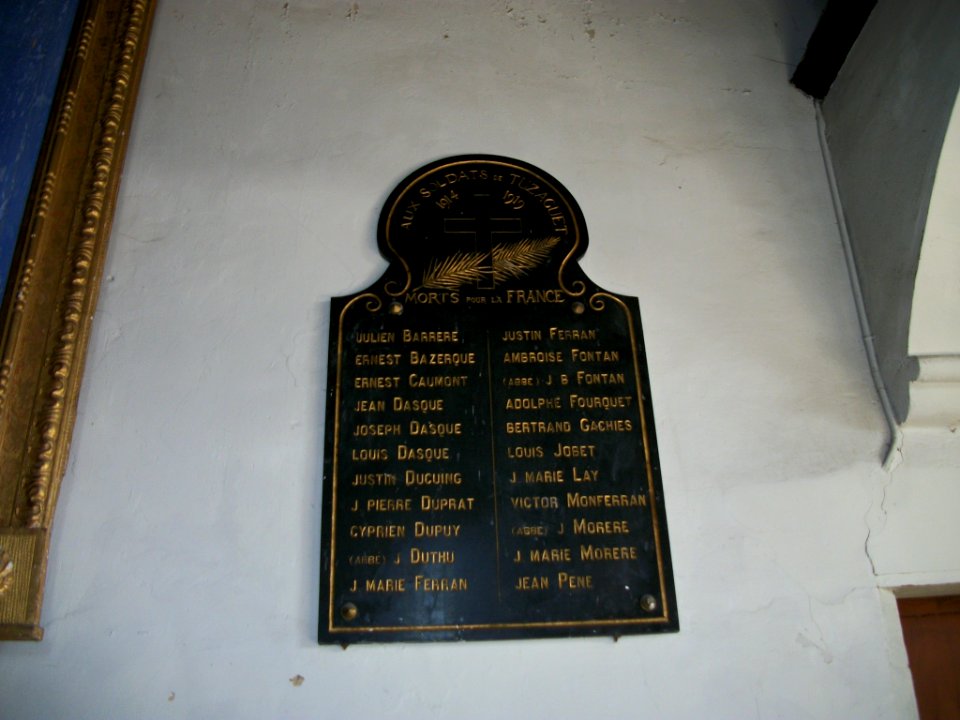 AUX SOLDATS DE TUZAGUET
1914 1919
MORTS POUR LA FRANCE
JULIEN BARRERE
ERNEST BAZERQUE
ERNEST CAUMONT
JEAN DASQUE
JOSEPH DASQUE
LOUIS DASQUE
JUSTIN DUCUING
J PIERRE DUPRAT
CYPRIEN DUPUY
(ABBE) J DUTHU
J MARIE FERRAN
JUSTIN FERRAN
AMBROISE FONTAN
(ABBE) J B FONTAN
ADOLPHE FOURQUET
BERTRAND GACHIES
LOUIS JOBET
J MARIE LAY
VICTOR MONFERRAN
(ABBE) J MORERE
J MARIE MORERE
JEAN PENE